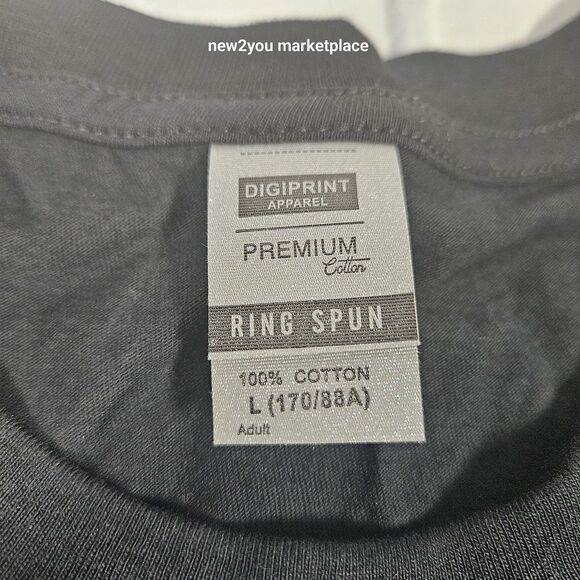 new2you marketplace
DIGIPRINT
APPAREL
PREMIUM
Cotton
RING SPUN
100% COTTON
L (170/88A)
Adult